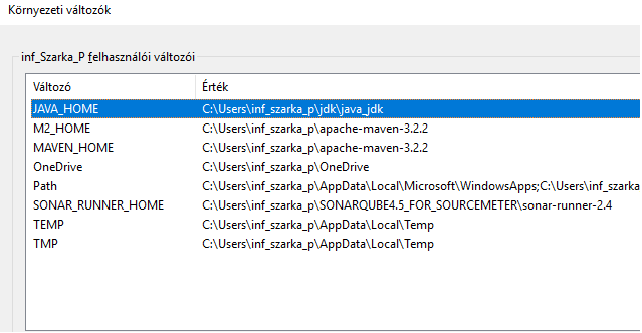 Környezeti változók
inf_Szarka_P felhasználói változói
Változó Érték
JAVA_HOME C:\Users\inf_szarka_p\jdk\java_jdk
M2_HOME C:\Users\inf_szarka_p\apache-maven-3.2.2
MAVEN_HOME C:\Users\inf_szarka_p\apache-maven-3.2.2
OneDrive C:\Users\inf_szarka_p\OneDrive
Path C:\Users\inf_szarka_p\AppData\Local\Microsoft\WindowsApps;C:\Users\inf_szarka
SONAR_RUNNER_HOME C:\Users\inf_szarka_p\SONARQUBE4.5_FOR_SOURCEMETER\sonar-runner-2.4
TEMP C:\Users\inf_szarka_p\AppData\Local\Temp
TMP C:\Users\inf_szarka_p\AppData\Local\Temp